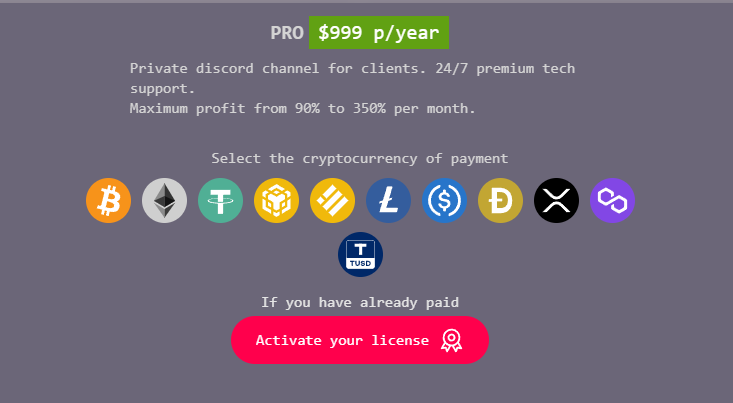 PRO $999 p/year
Private discord channel for clients. 24/7 premium tech
support.
Maximum profit from 90% to 350% per month.
Select the cryptocurrency of payment
TUSD
If you have already paid
Activate your license